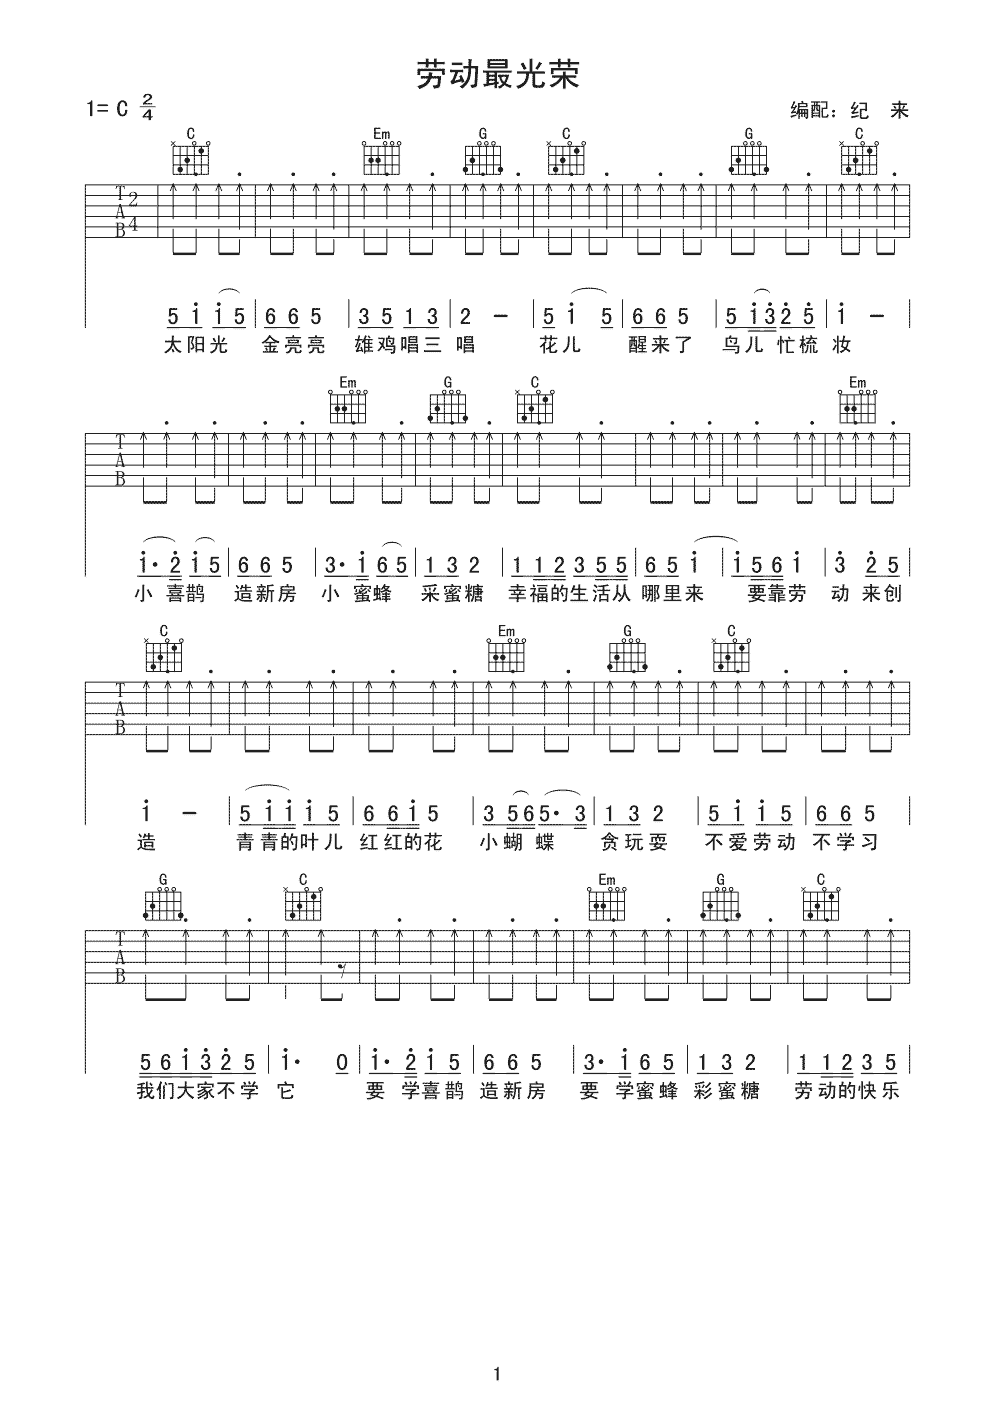 劳动最光荣
1= C 2/4 编配：纪 来
C Em G C G C
T A B 2 4
5 i i 5 | 6 6 5 | 3 5 1 3 | 2 － | 5 i 5 | 6 6 5 | 5 i 3 2 5 | i － |
太阳光 金亮亮 雄鸡唱三 唱 花儿 醒来了 鸟儿 忙梳 妆
Em G C Em
T A B
i· 2 i 5 | 6 6 5 | 3· i 6 5 | 1 3 2 | 1 1 2 3 5 5 | 6 6 5 i | i 5 6 i | 3 2 5 |
小 喜鹊 造新房 小 蜜蜂 采蜜糖 幸福的生活从 哪里来 要靠劳 动 来创
C Em G C
T A B
i － | 5 i i i 5 | 6 6 i 5 | 3 5 6 5· 3 | 1 3 2 | 5 i i 5 | 6 6 5 |
造 青青的叶儿 红红的花 小蝴 蝶 贪玩耍 不爱劳动 不学习
G C Em G C
T A B
5 6 i 3 2 5 | i· 0 | i· 2 i 5 | 6 6 5 | 3· i 6 5 | 1 3 2 | 1 1 2 3 5 |
我们大家不学 它 要 学喜鹊 造新房 要 学蜜蜂 彩蜜糖 劳动的快乐
1